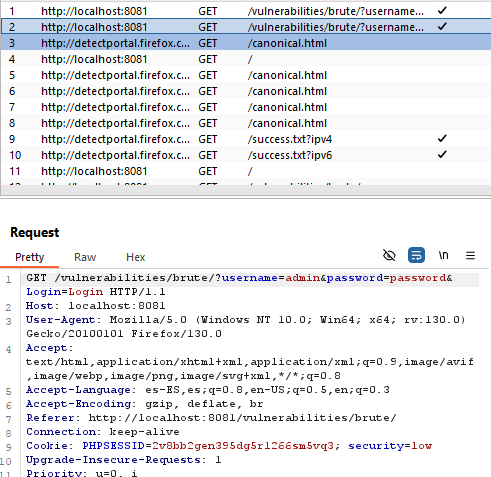 1 http://localhost:8081 GET /vulnerabilities/brute/?username... ✓
2 http://localhost:8081 GET /vulnerabilities/brute/?username... ✓
3 http://detectportal.firefox.c... GET /canonical.html
4 http://localhost:8081 GET /
5 http://detectportal.firefox.c... GET /canonical.html
6 http://detectportal.firefox.c... GET /canonical.html
7 http://detectportal.firefox.c... GET /canonical.html
8 http://detectportal.firefox.c... GET /canonical.html
9 http://detectportal.firefox.c... GET /success.txt?ipv4 ✓
10 http://detectportal.firefox.c... GET /success.txt?ipv6 ✓
11 http://localhost:8081 GET /
Request
Pretty Raw Hex \n
1 GET /vulnerabilities/brute/?username=admin&password=password&
Login=Login HTTP/1.1
2 Host: localhost:8081
3 User-Agent: Mozilla/5.0 (Windows NT 10.0; Win64; x64; rv:130.0)
Gecko/20100101 Firefox/130.0
4 Accept:
text/html,application/xhtml+xml,application/xml;q=0.9,image/avif
,image/webp,image/png,image/svg+xml,*/*;q=0.8
5 Accept-Language: es-ES,es;q=0.8,en-US;q=0.5,en;q=0.3
6 Accept-Encoding: gzip, deflate, br
7 Referer: http://localhost:8081/vulnerabilities/brute/
8 Connection: keep-alive
9 Cookie: PHPSESSID=2v8bb2gen395dg5rl266sm5vq3; security=low
10 Upgrade-Insecure-Requests: 1
11 Priority: u=0, i